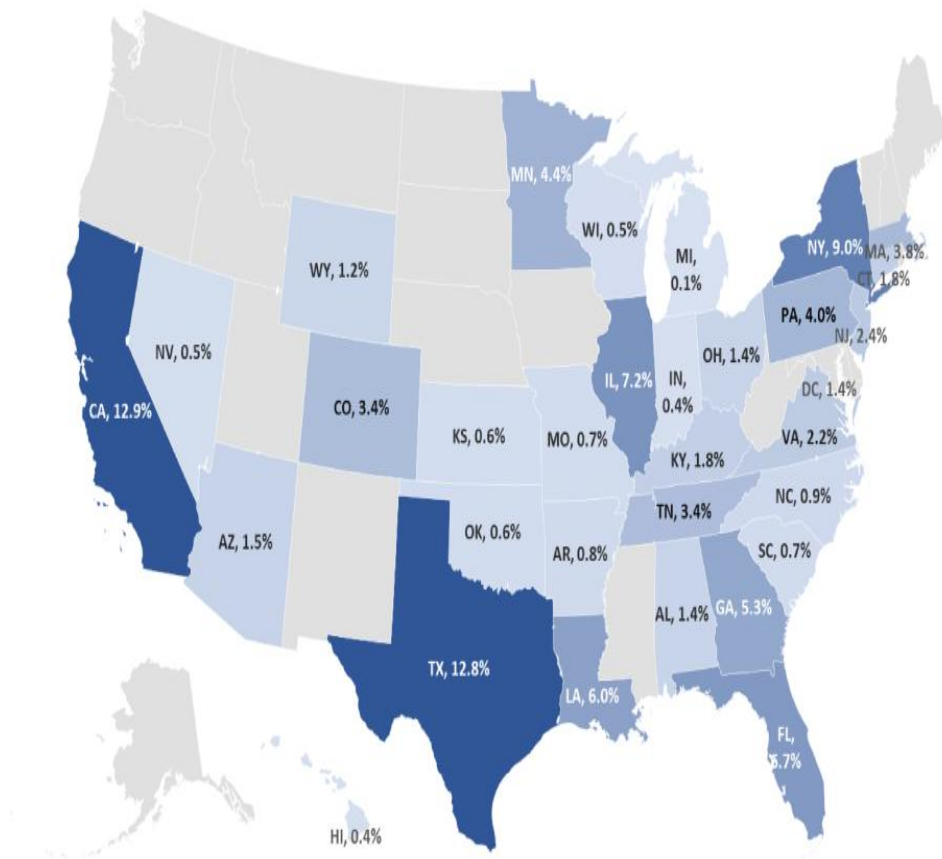 MN, 4.4%
WI, 0.5%
MI,
0.1%
NY, 9.0%
MA, 3.8%
CT, 1.8%
WY, 1.2%
PA, 4.0%
NJ, 2.4%
NV, 0.5%
IL, 7.2%
IN,
0.4%
OH, 1.4%
DC, 1.4%
CA, 12.9%
CO, 3.4%
KS, 0.6%
MO, 0.7%
KY, 1.8%
VA, 2.2%
AZ, 1.5%
OK, 0.6%
AR, 0.8%
TN, 3.4%
NC, 0.9%
SC, 0.7%
AL, 1.4%
GA, 5.3%
TX, 12.8%
LA, 6.0%
FL,
6.7%
HI, 0.4%